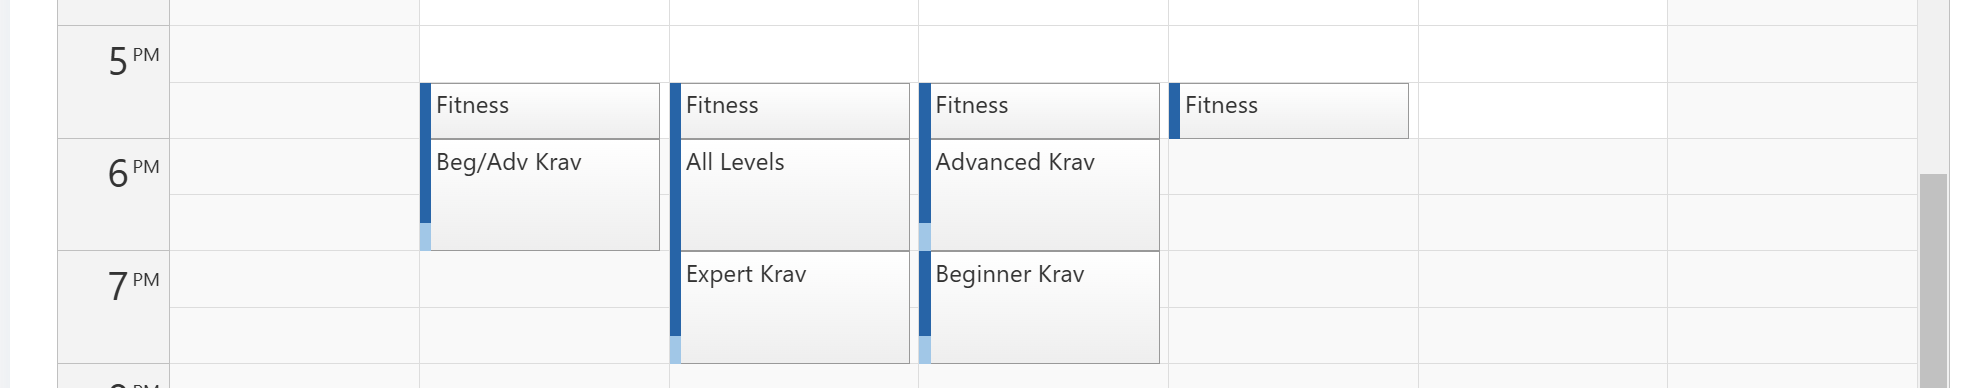 5 PM
Fitness Fitness Fitness Fitness
6 PM
Beg/Adv Krav All Levels Advanced Krav
7 PM
Expert Krav Beginner Krav